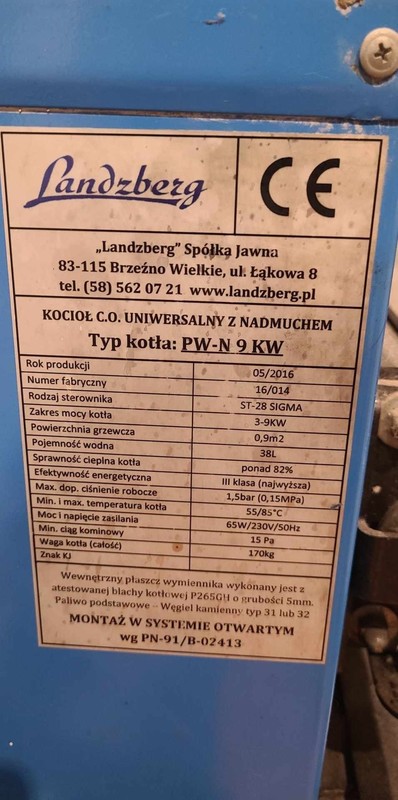 Landzberg
CE
„Landzberg" Spółka Jawna
83-115 Brzeźno Wielkie, ul. Łąkowa 8
tel. (58) 562 07 21 www.landzberg.pl
KOCIOŁ C.O. UNIWERSALNY Z NADMUCHEM
Typ kotła: PW-N 9 KW
Rok produkcji 05/2016
Numer fabryczny 16/014
Rodzaj sterownika ST-28 SIGMA
Zakres mocy kotła 3-9KW
Powierzchnia grzewcza 0,9m2
Pojemność wodna 38L
Sprawność cieplna kotła ponad 82%
Efektywność energetyczna III klasa (najwyższa)
Max. dop. ciśnienie robocze 1,5bar (0,15MPa)
Min. i max. temperatura kotła 55/85°C
Moc i napięcie zasilania 65W/230V/50Hz
Min. ciąg kominowy 15 Pa
Waga kotła (całość) 170kg
Znak KJ
Wewnętrzny płaszcz wymiennika wykonany jest z
atestowanej blachy kotłowej P265GH o grubości 5mm.
Paliwo podstawowe – Węgiel kamienny typ 31 lub 32
MONTAŻ W SYSTEMIE OTWARTYM
wg PN-91/B-02413